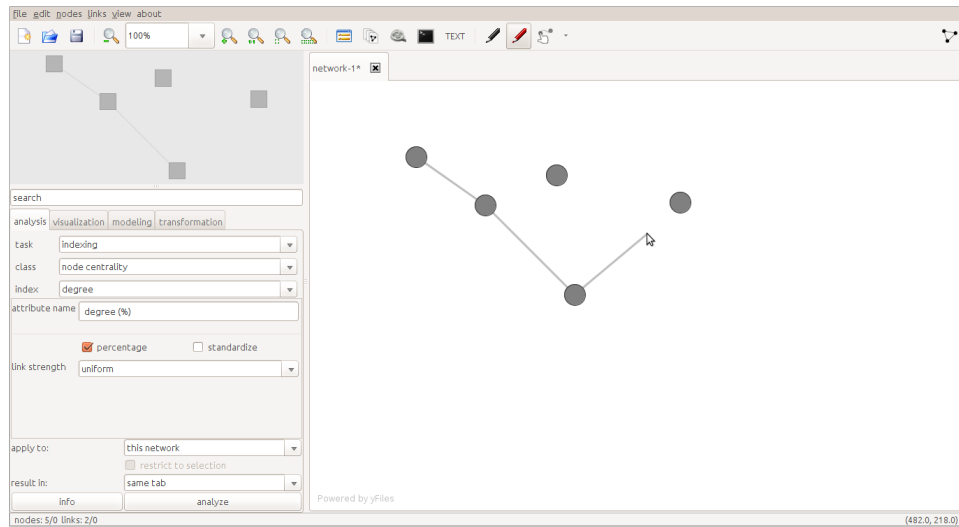 file edit nodes links view about
100%
TEXT
network-1*
search
analysis visualization modeling transformation
task indexing
class node centrality
index degree
attribute name degree (%)
percentage standardize
link strength uniform
apply to: this network
restrict to selection
result in: same tab
info analyze
Powered by yFiles
nodes: 5/0 links: 2/0 (482.0, 218.0)